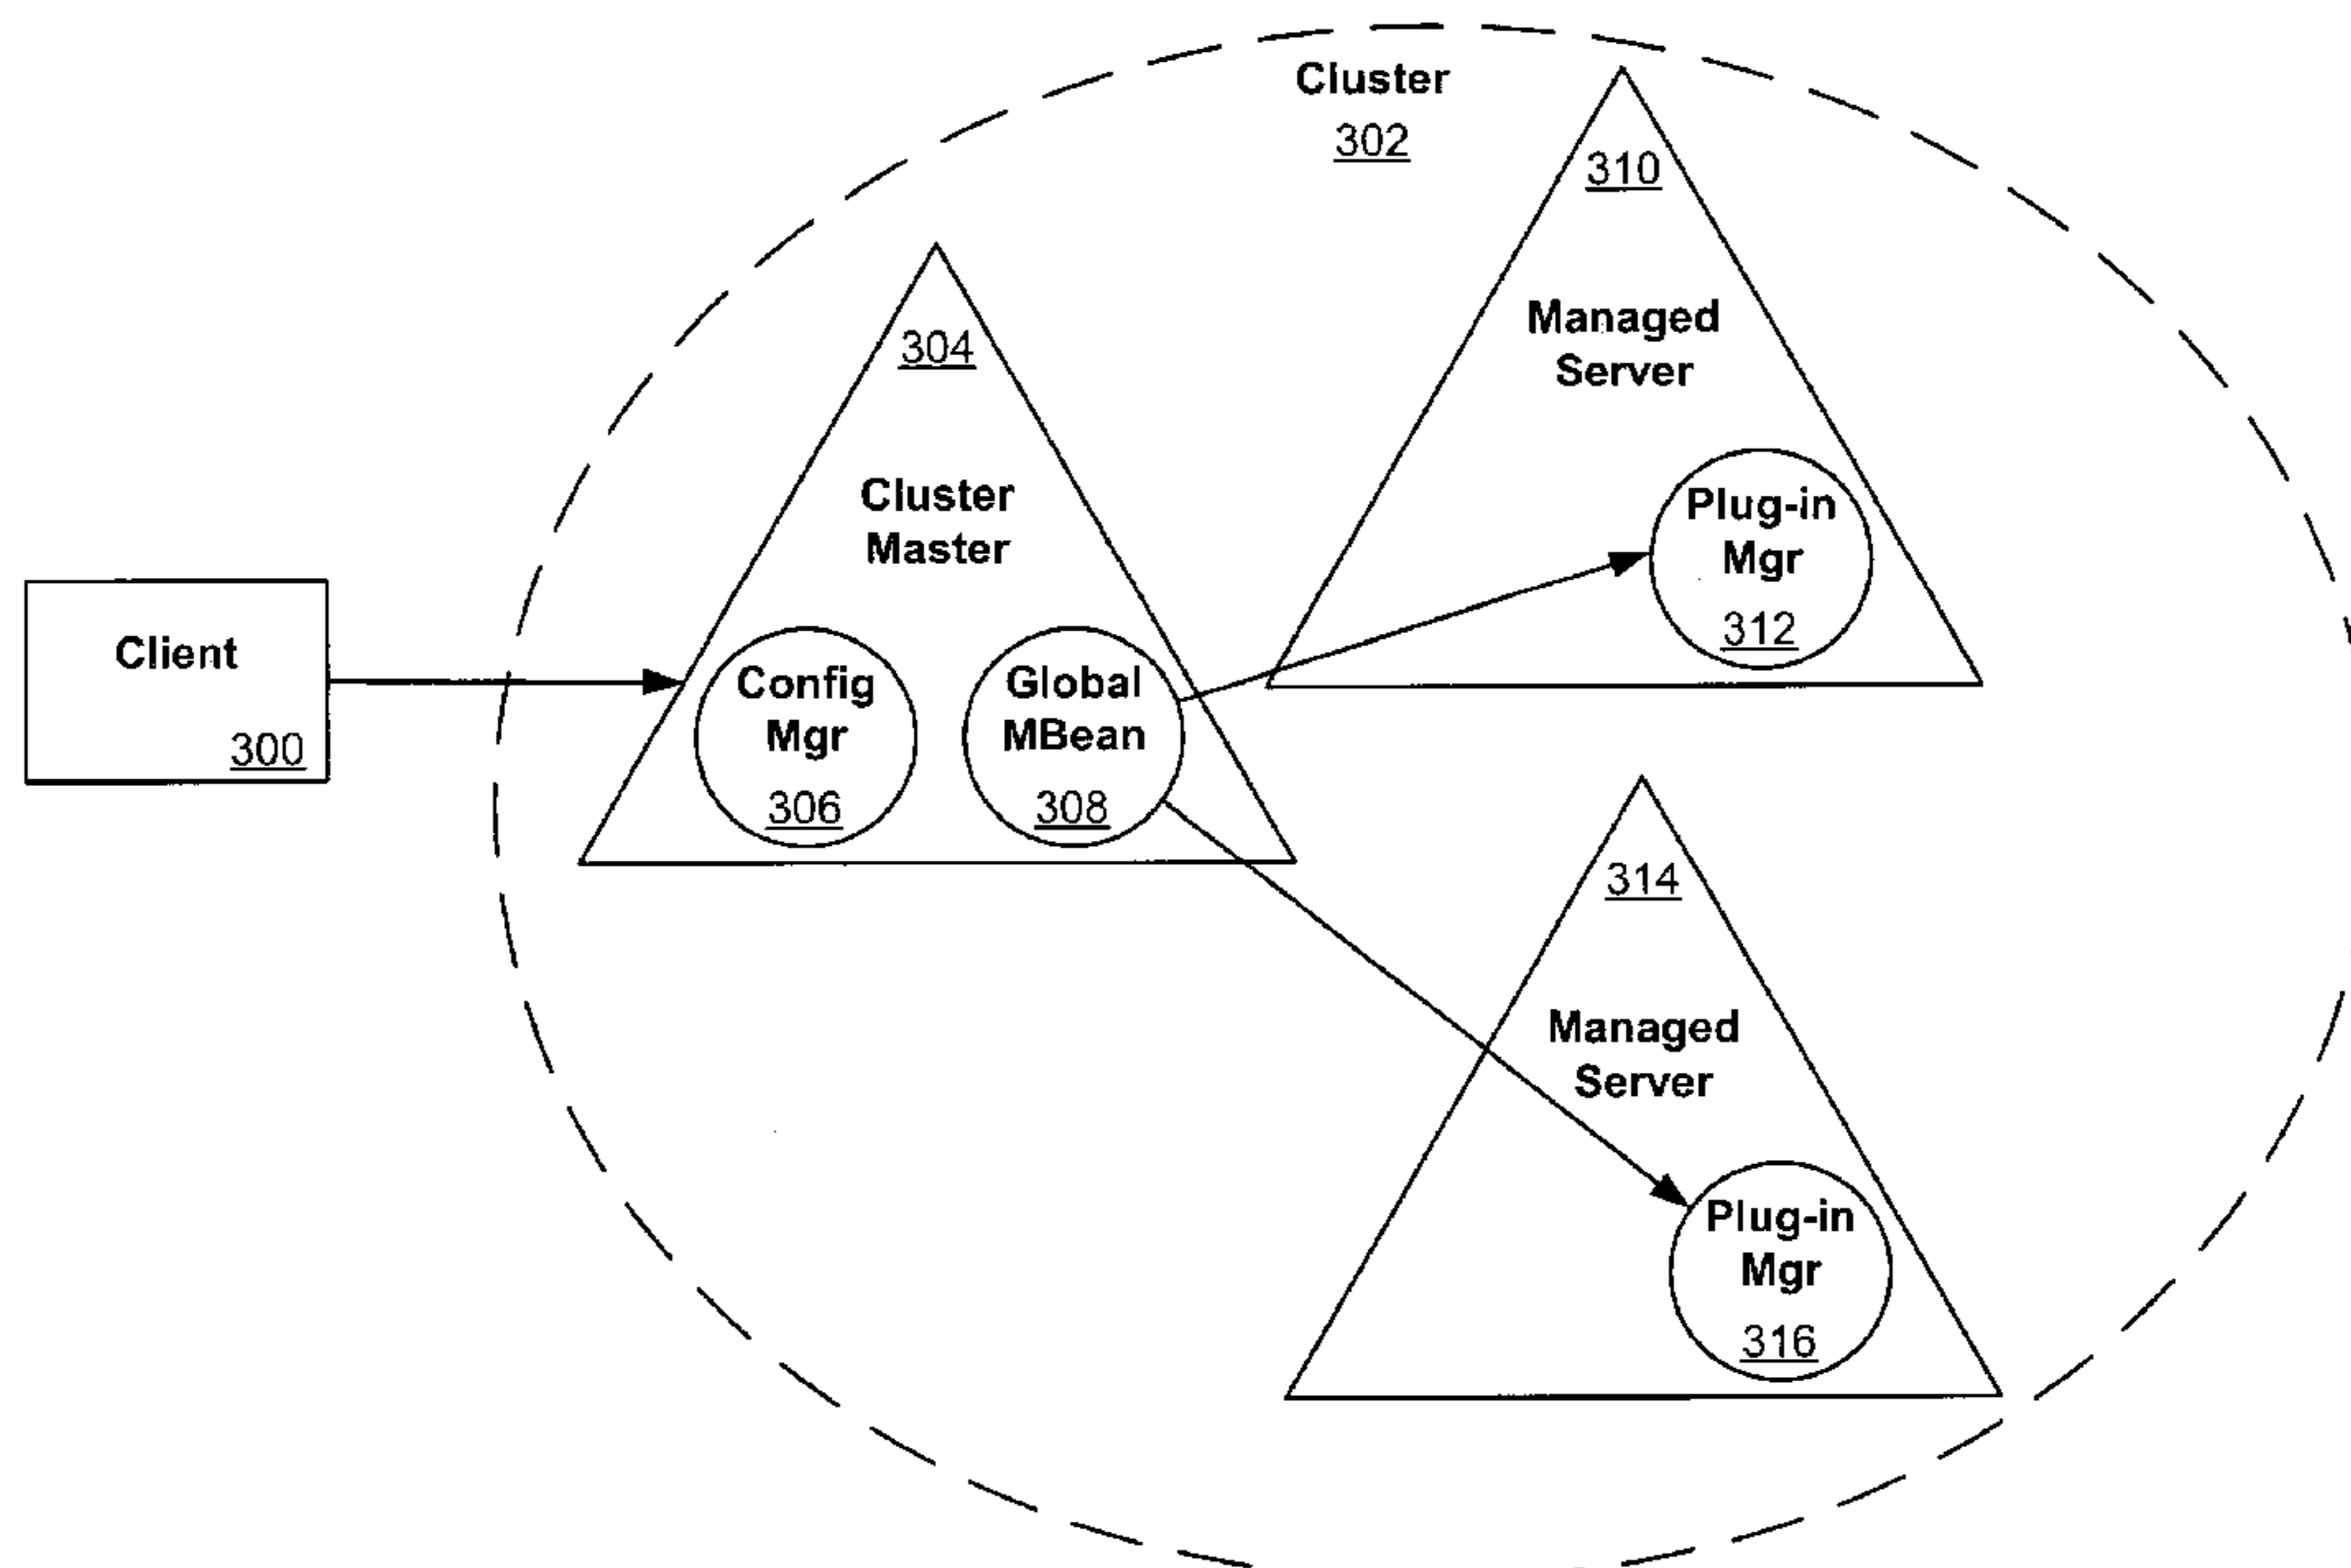 Cluster
302
310
Managed
Server
Plug-in
Mgr
312
304
Cluster
Master
Config
Mgr
306
Global
MBean
308
Client
300
314
Managed
Server
Plug-in
Mgr
316